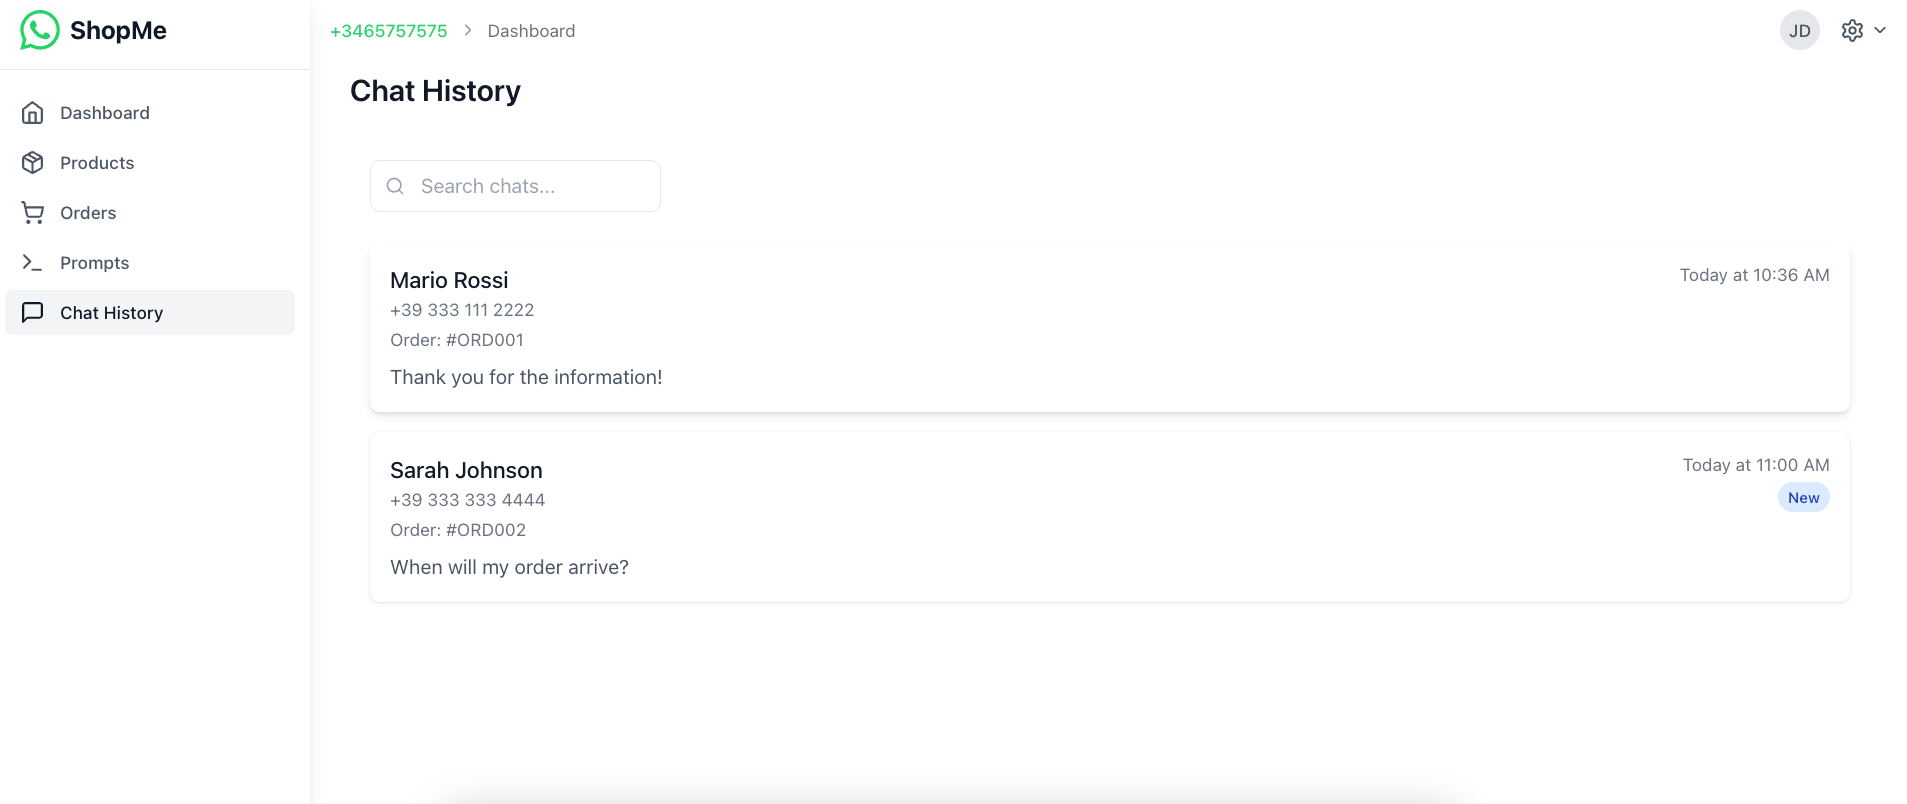 ShopMe
+3465757575 > Dashboard
JD
Dashboard
Products
Orders
Prompts
Chat History
Chat History
Search chats...
Mario Rossi
Today at 10:36 AM
+39 333 111 2222
Order: #ORD001
Thank you for the information!
Sarah Johnson
Today at 11:00 AM
+39 333 333 4444
New
Order: #ORD002
When will my order arrive?